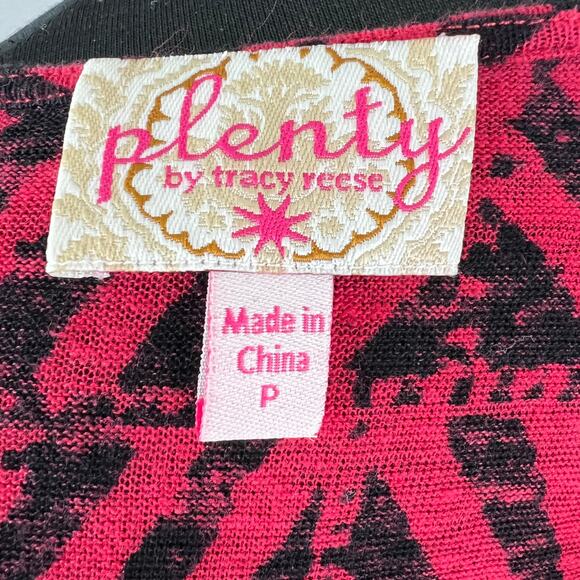 plenty
by tracy reese
Made in
China
P